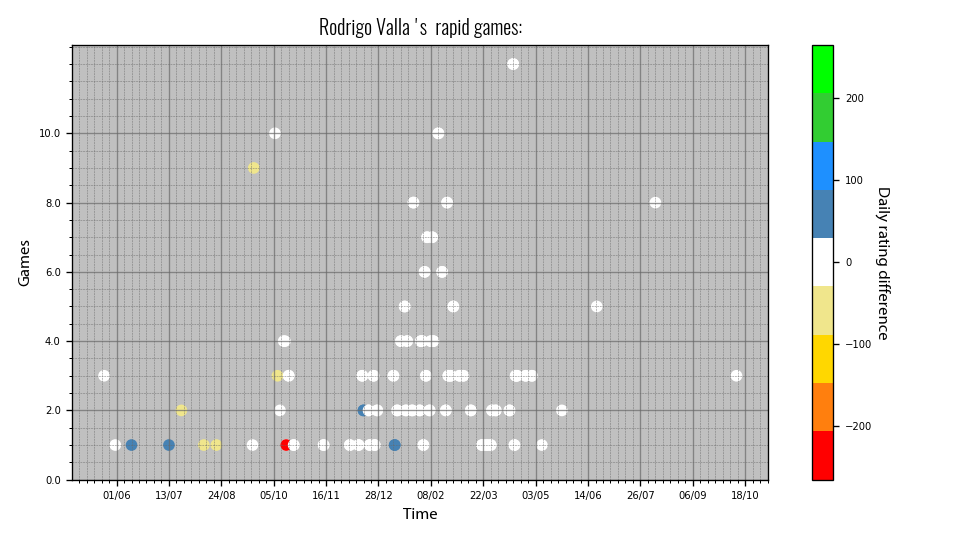 Rodrigo Valla 's  rapid games:
Games
10.0
8.0
6.0
4.0
2.0
0.0
01/06 13/07 24/08 05/10 16/11 28/12 08/02 22/03 03/05 14/06 26/07 06/09 18/10
Time
200
100
0
−100
−200
Daily rating difference